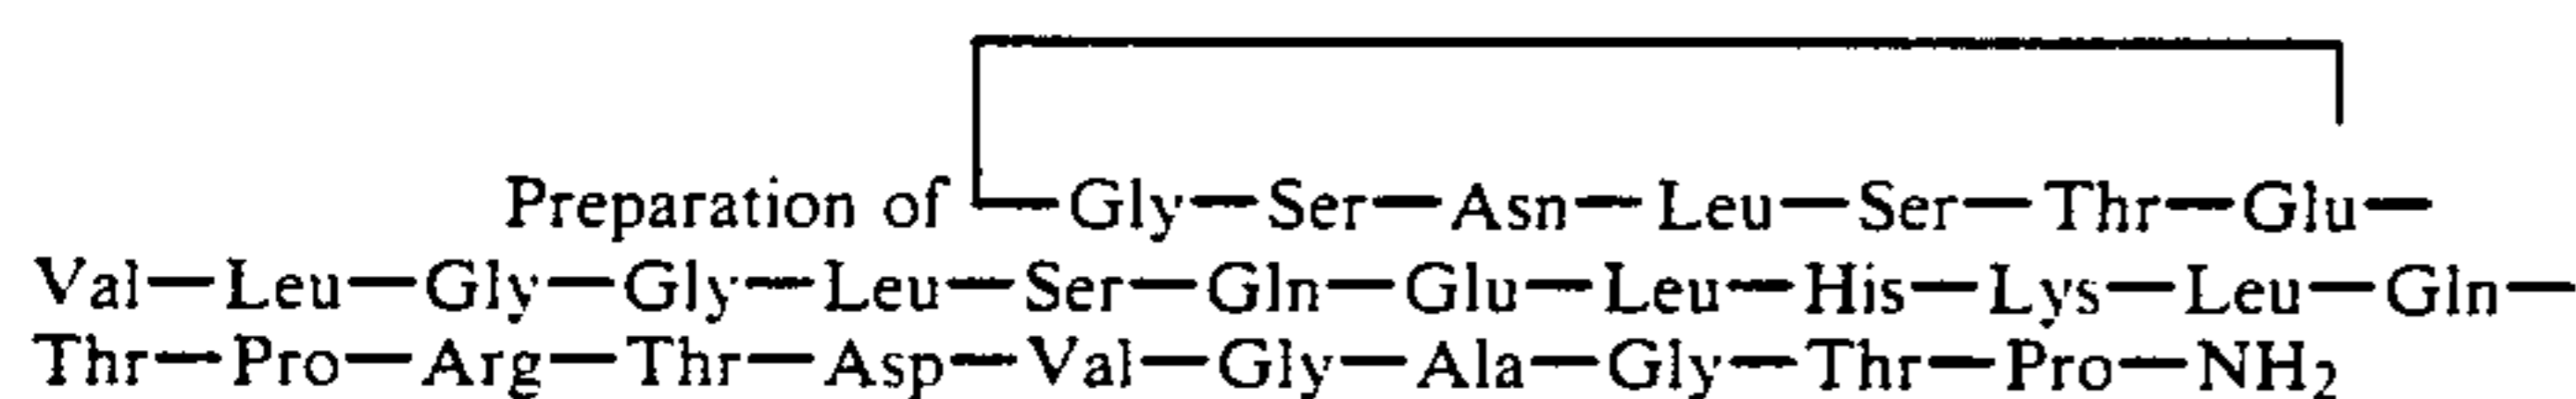 Preparation of Gly—Ser—Asn—Leu—Ser—Thr—Glu—
Val—Leu—Gly—Gly—Leu—Ser—Gln—Glu—Leu—His—Lys—Leu—Gln—
Thr—Pro—Arg—Thr—Asp—Val—Gly—Ala—Gly—Thr—Pro—NH₂